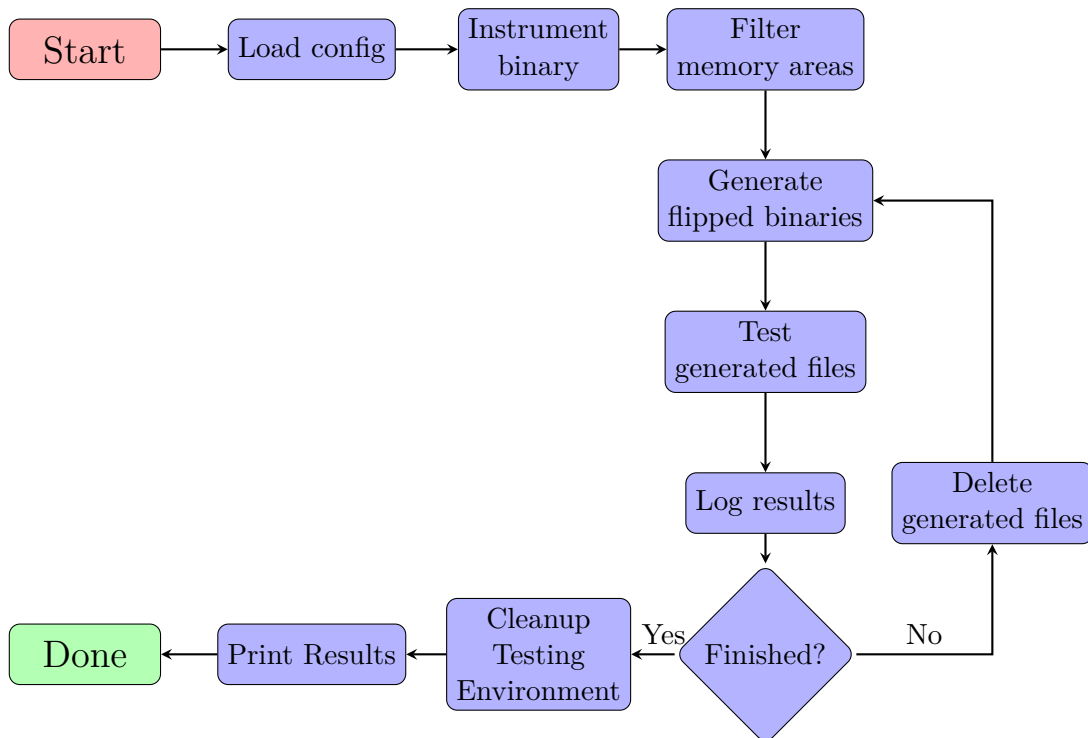 Start
Load config
Instrument
binary
Filter
memory areas
Generate
flipped binaries
Test
generated files
Log results
Delete
generated files
Finished?
Yes
No
Cleanup
Testing
Environment
Print Results
Done